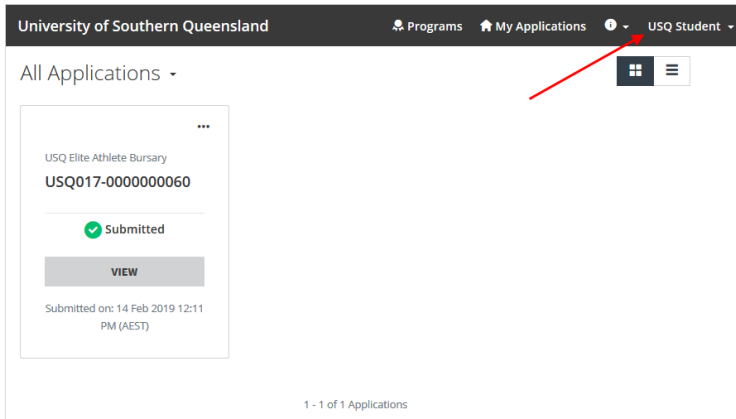 University of Southern Queensland Programs My Applications USQ Student
All Applications
...
USQ Elite Athlete Bursary
USQ017-0000000060
Submitted
VIEW
Submitted on: 14 Feb 2019 12:11
PM (AEST)
1 - 1 of 1 Applications